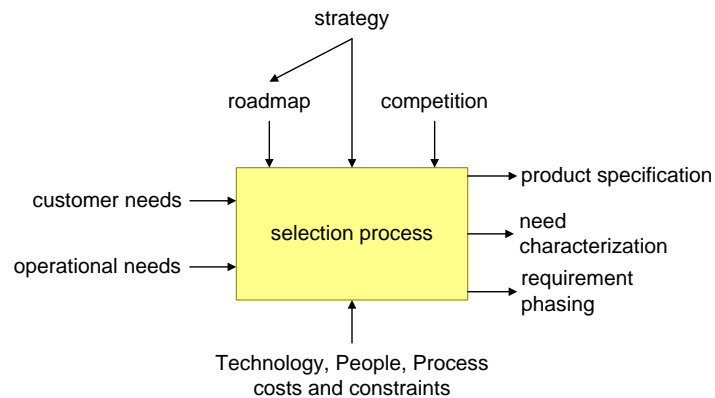 strategy
roadmap
competition
customer needs
operational needs
selection process
product specification
need
characterization
requirement
phasing
Technology, People, Process
costs and constraints